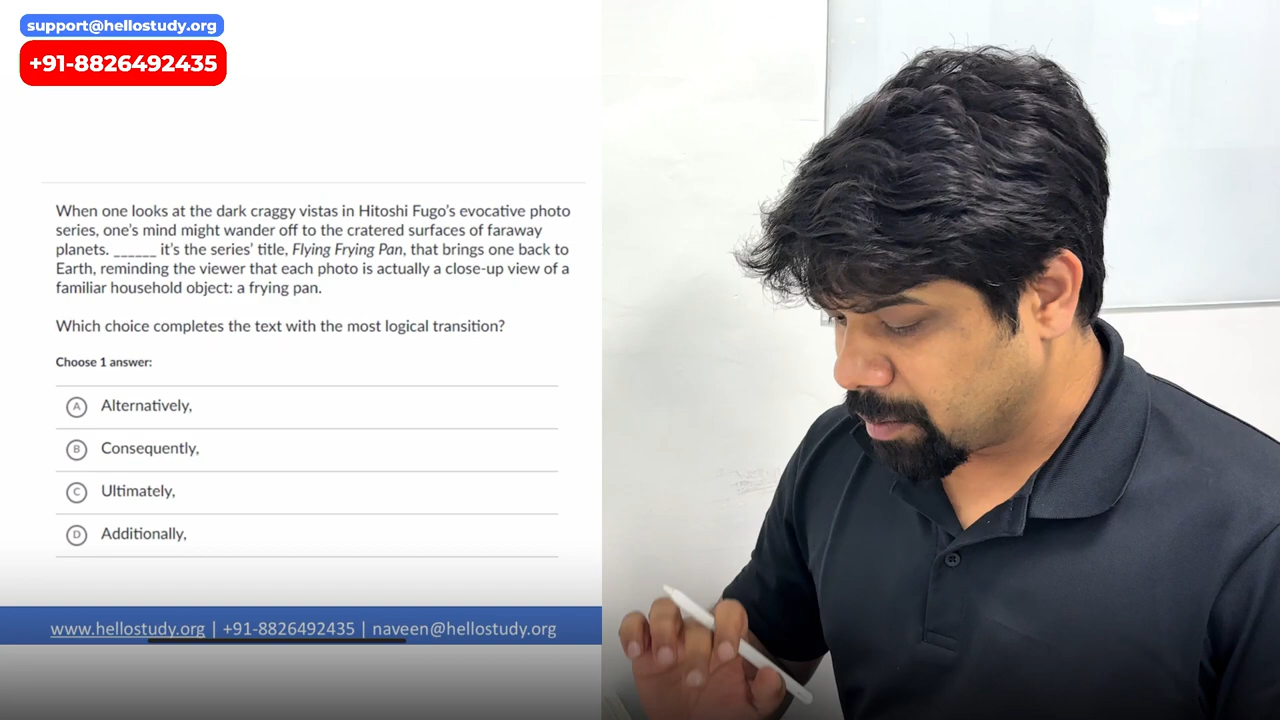 support@hellostudy.org
+91-8826492435
When one looks at the dark craggy vistas in Hitoshi Fugo's evocative photo
series, one's mind might wander off to the cratered surfaces of faraway
planets. ______ it's the series' title, Flying Frying Pan, that brings one back to
Earth, reminding the viewer that each photo is actually a close-up view of a
familiar household object: a frying pan.
Which choice completes the text with the most logical transition?
Choose 1 answer:
A Alternatively,
B Consequently,
C Ultimately,
D Additionally,
www.hellostudy.org | +91-8826492435 | naveen@hellostudy.org